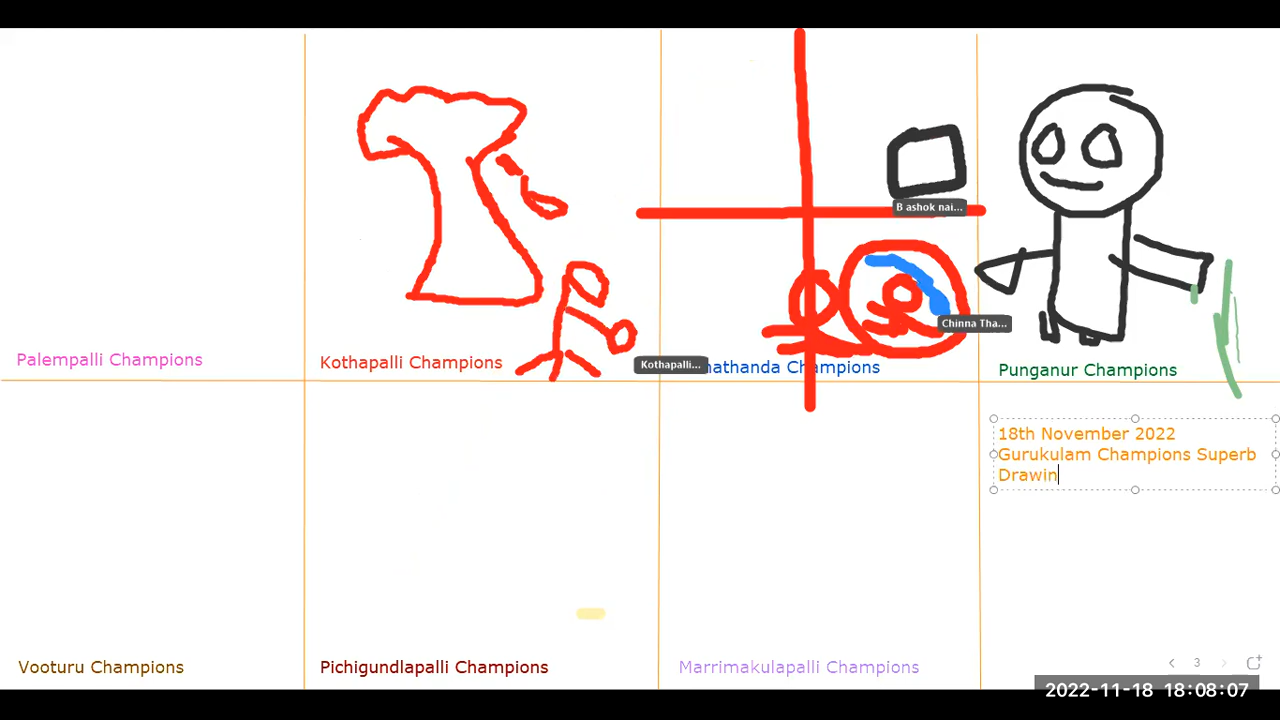 B ashok nai...
Chinna Tha...
Palempalli Champions
Kothapalli Champions
Kothapalli...
hathanda Champions
Punganur Champions
18th November 2022
Gurukulam Champions Superb
Drawin
Vooturu Champions
Pichigundlapalli Champions
Marrimakulapalli Champions
3
2022-11-18 18:08:07